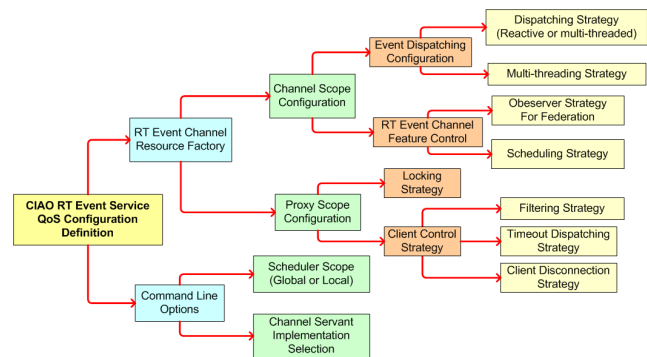 Dispatching Strategy
(Reactive or multi-threaded)
Event Dispatching
Configuration
Multi-threading Strategy
Channel Scope
Configuration
Obeserver Strategy
For Federation
RT Event Channel
Resource Factory
RT Event Channel
Feature Control
Scheduling Strategy
Locking
Strategy
CIAO RT Event Service
QoS Configuration
Definition
Proxy Scope
Configuration
Filtering Strategy
Client Control
Strategy
Timeout Dispatching
Strategy
Scheduler Scope
(Global or Local)
Client Disconnection
Strategy
Command Line
Options
Channel Servant
Implementation
Selection